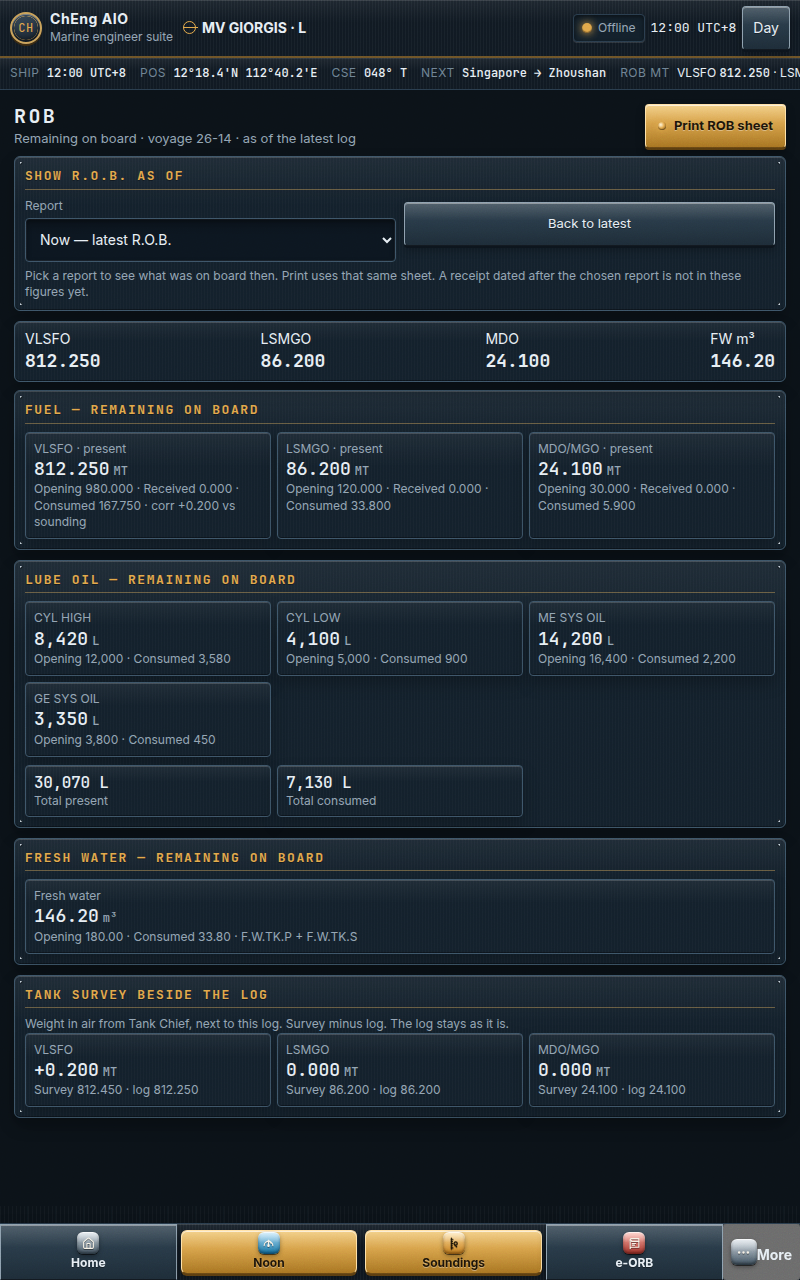 CH
ChEng AIO
Marine engineer suite
MV GIORGIS · L
Offline
12:00 UTC+8
Day
SHIP 12:00 UTC+8 POS 12°18.4'N 112°40.2'E CSE 048° T NEXT Singapore → Zhoushan ROB MT VLSFO 812.250 · LSM
ROB
Remaining on board · voyage 26-14 · as of the latest log
Print ROB sheet
SHOW R.O.B. AS OF
Report
Now — latest R.O.B.
Back to latest
Pick a report to see what was on board then. Print uses that same sheet. A receipt dated after the chosen report is not in these
figures yet.
VLSFO LSMGO MDO FW m³
812.250 86.200 24.100 146.20
FUEL — REMAINING ON BOARD
VLSFO · present
812.250 MT
Opening 980.000 · Received 0.000 ·
Consumed 167.750 · corr +0.200 vs
sounding
LSMGO · present
86.200 MT
Opening 120.000 · Received 0.000 ·
Consumed 33.800
MDO/MGO · present
24.100 MT
Opening 30.000 · Received 0.000 ·
Consumed 5.900
LUBE OIL — REMAINING ON BOARD
CYL HIGH
8,420 L
Opening 12,000 · Consumed 3,580
CYL LOW
4,100 L
Opening 5,000 · Consumed 900
ME SYS OIL
14,200 L
Opening 16,400 · Consumed 2,200
GE SYS OIL
3,350 L
Opening 3,800 · Consumed 450
30,070 L
Total present
7,130 L
Total consumed
FRESH WATER — REMAINING ON BOARD
Fresh water
146.20 m³
Opening 180.00 · Consumed 33.80 · F.W.TK.P + F.W.TK.S
TANK SURVEY BESIDE THE LOG
Weight in air from Tank Chief, next to this log. Survey minus log. The log stays as it is.
VLSFO
+0.200 MT
Survey 812.450 · log 812.250
LSMGO
0.000 MT
Survey 86.200 · log 86.200
MDO/MGO
0.000 MT
Survey 24.100 · log 24.100
Home
Noon
Soundings
e-ORB
More